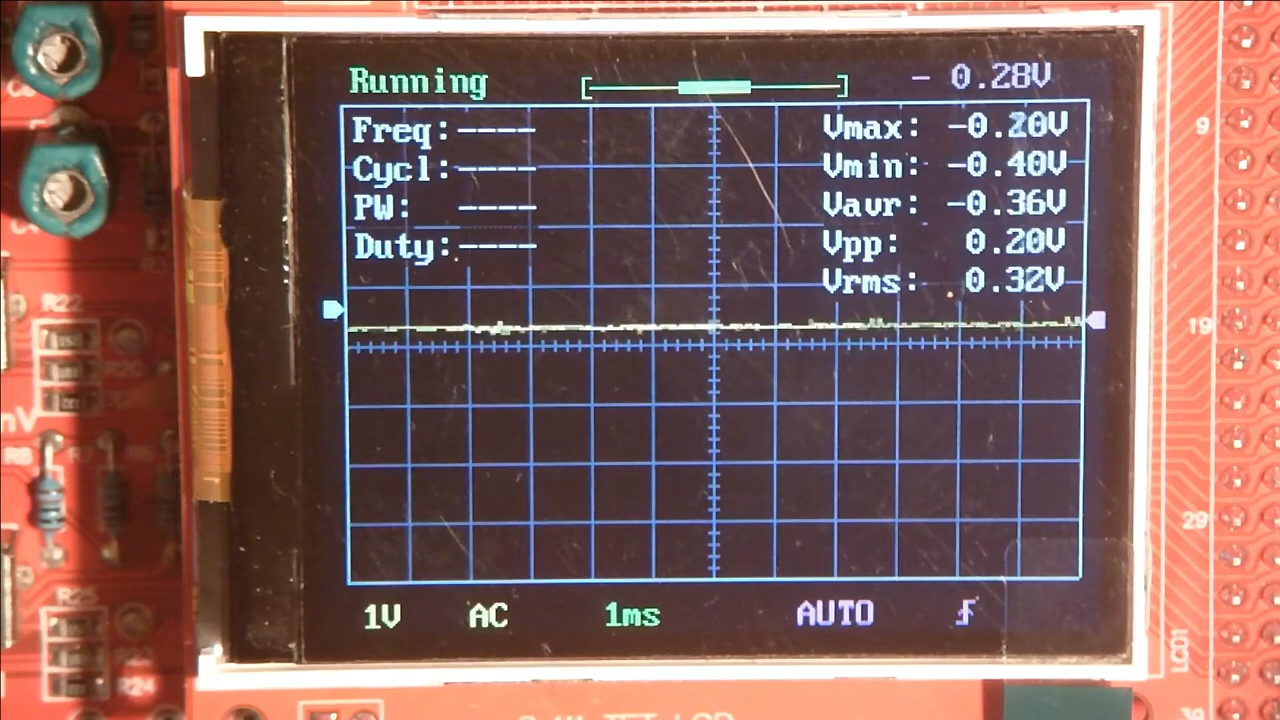 Running - 0.28V
Freq:---- Vmax: -0.20V
Cycl:---- Vmin: -0.40V
PW: ---- Vavr: -0.36V
Duty:---- Vpp: 0.20V
Vrms: 0.32V
1V AC 1ms AUTO
9
19
29
39
R22
R24
LCD1